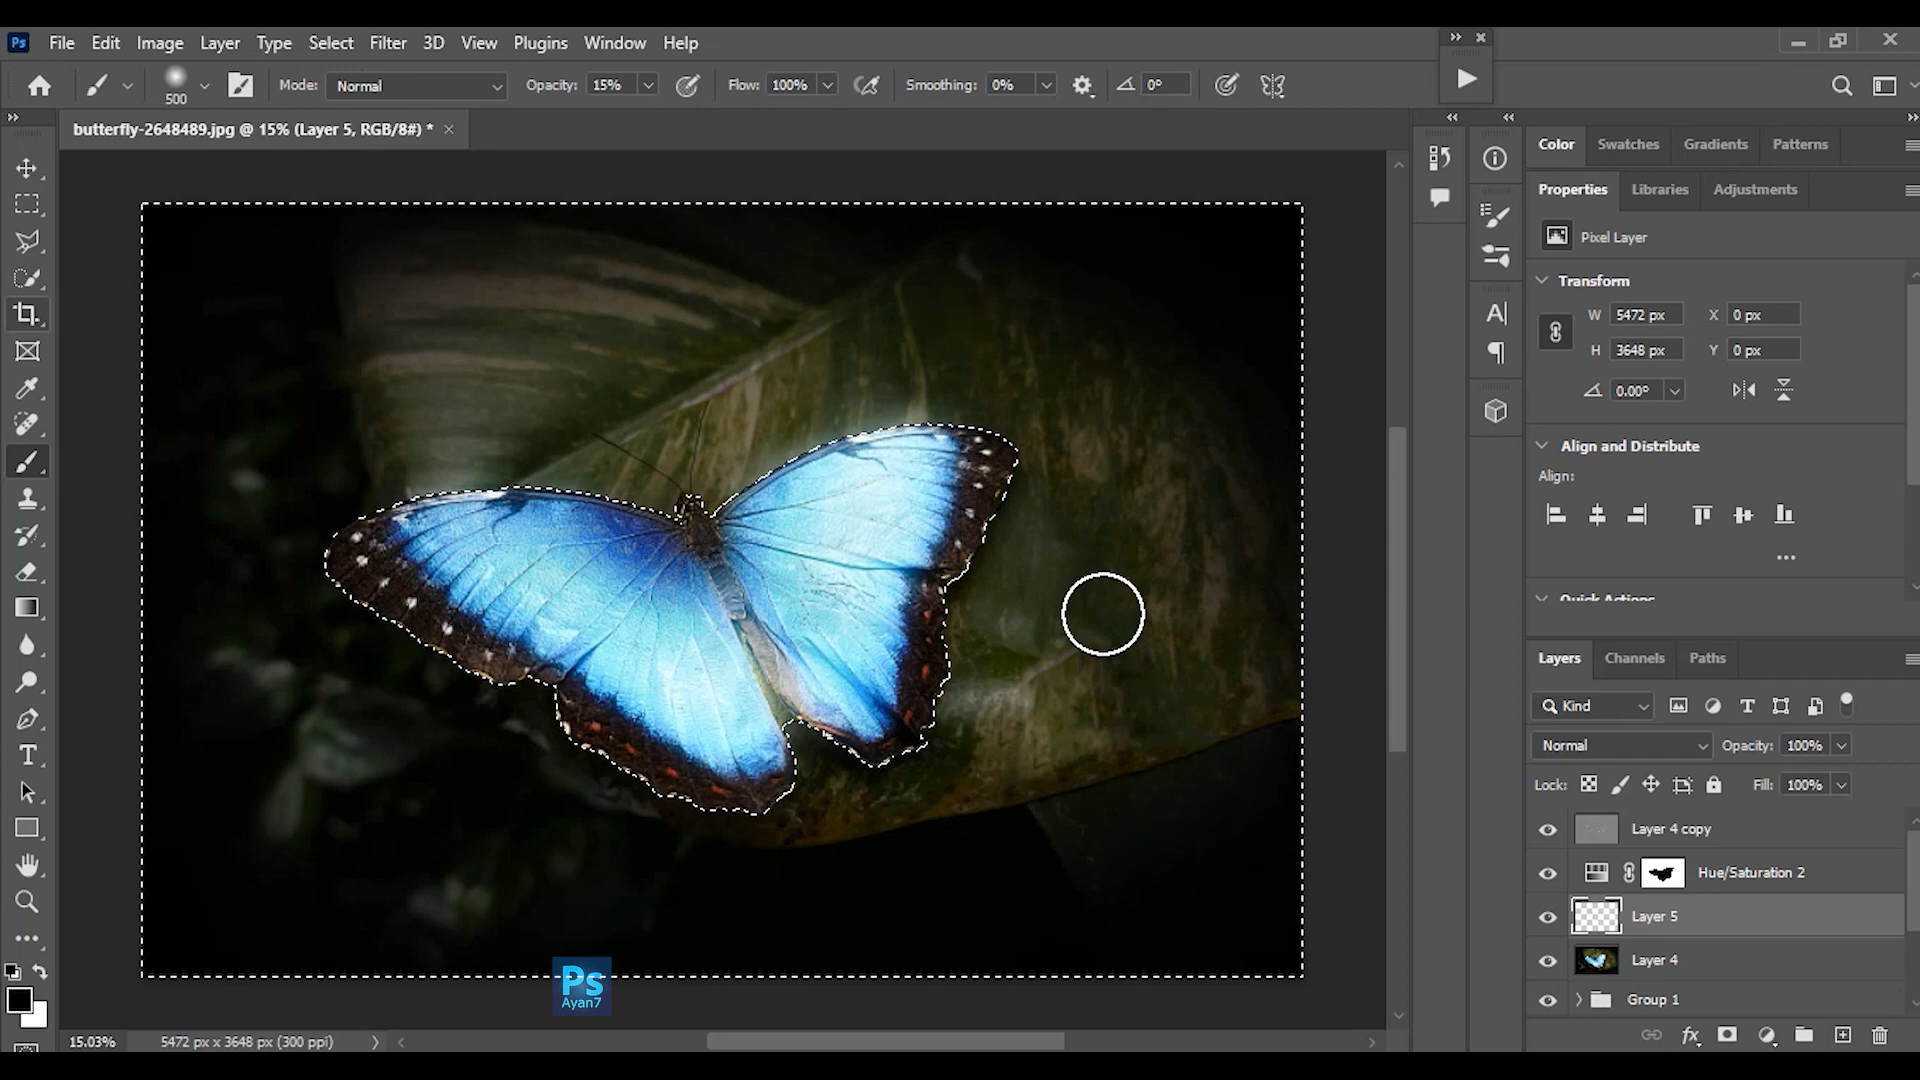 Ps File Edit Image Layer Type Select Filter 3D View Plugins Window Help
500 Mode: Normal Opacity: 15% Flow: 100% Smoothing: 0% 0°
butterfly-2648489.jpg @ 15% (Layer 5, RGB/8#) *
Color Swatches Gradients Patterns
Properties Libraries Adjustments
Pixel Layer
Transform
W 5472 px X 0 px
H 3648 px Y 0 px
0.00°
Align and Distribute
Align:
Quick Actions
Layers Channels Paths
Kind
Normal Opacity: 100%
Lock: Fill: 100%
Layer 4 copy
Hue/Saturation 2
Layer 5
Layer 4
Group 1
fx
Ps
Ayan7
15.03% 5472 px x 3648 px (300 ppi)